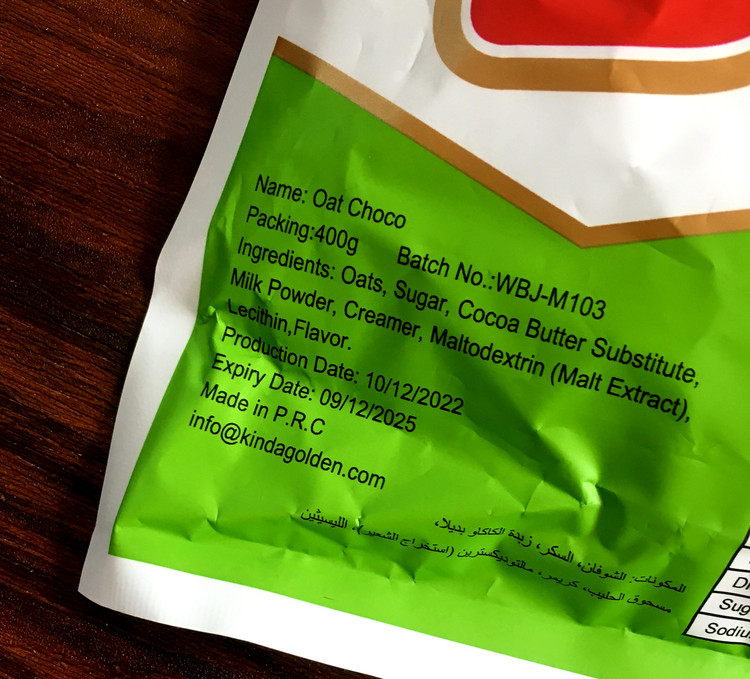 Name: Oat Choco
Packing:400g Batch No.:WBJ-M103
Ingredients: Oats, Sugar, Cocoa Butter Substitute,
Milk Powder, Creamer, Maltodextrin (Malt Extract),
Lecithin,Flavor.
Production Date: 10/12/2022
Expiry Date: 09/12/2025
Made in P.R.C
info@kindagolden.com
المكونات: الشوفان، السكر، زبدة الكاكاو بديلا،
مسحوق الحليب، كريمر، مالتوديكسترين (استخراج الشعير)، الليسيثين
Sug
Sodiu